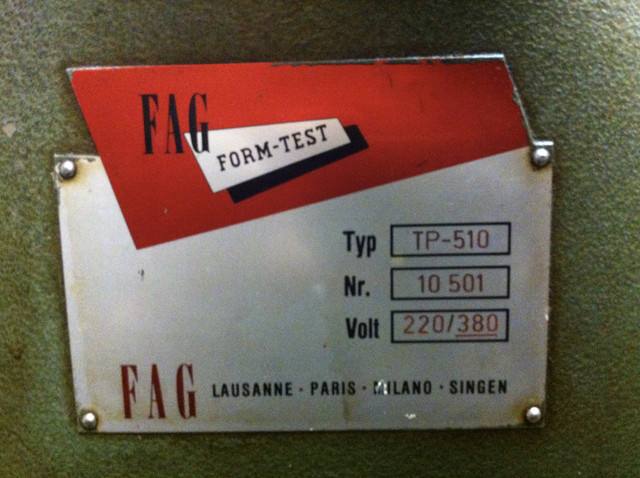 FAG
FORM-TEST
Typ TP-510
Nr. 10 501
Volt 220/380
FAG LAUSANNE · PARIS · MILANO · SINGEN